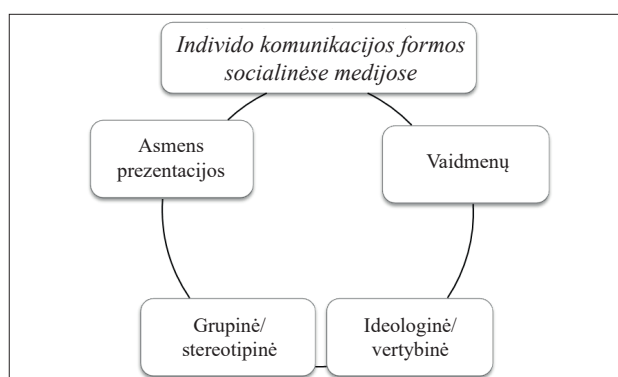 Individo komunikacijos formos
socialinėse medijose
Asmens
prezentacijos
Vaidmenų
Grupinė/
stereotipinė
Ideologinė/
vertybinė